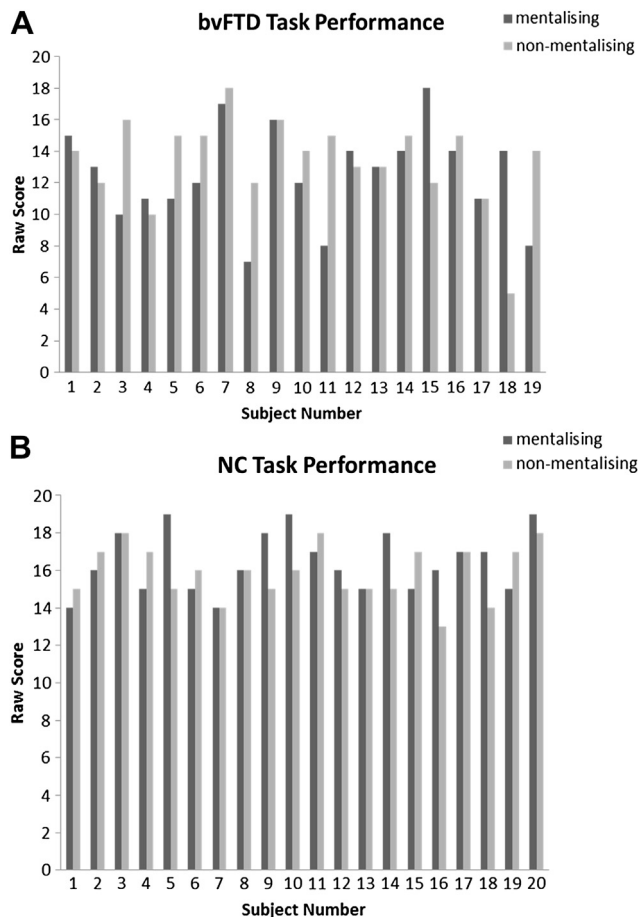 A
bvFTD Task Performance
mentalising
non-mentalising
20
18
16
14
12
10
8
6
4
2
0
Raw Score
1 2 3 4 5 6 7 8 9 10 11 12 13 14 15 16 17 18 19
Subject Number
B
NC Task Performance
mentalising
non-mentalising
20
18
16
14
12
10
8
6
4
2
0
Raw Score
1 2 3 4 5 6 7 8 9 10 11 12 13 14 15 16 17 18 19 20
Subject Number